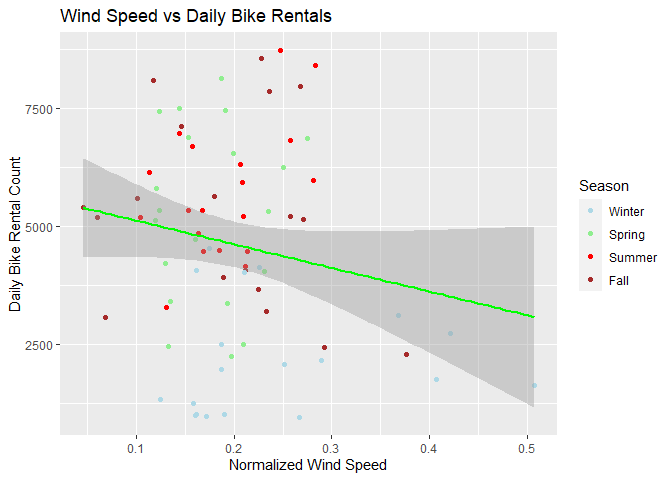 Wind Speed vs Daily Bike Rentals
Daily Bike Rental Count
7500
5000
2500
0.1
0.2
0.3
0.4
0.5
Normalized Wind Speed
Season
Winter
Spring
Summer
Fall